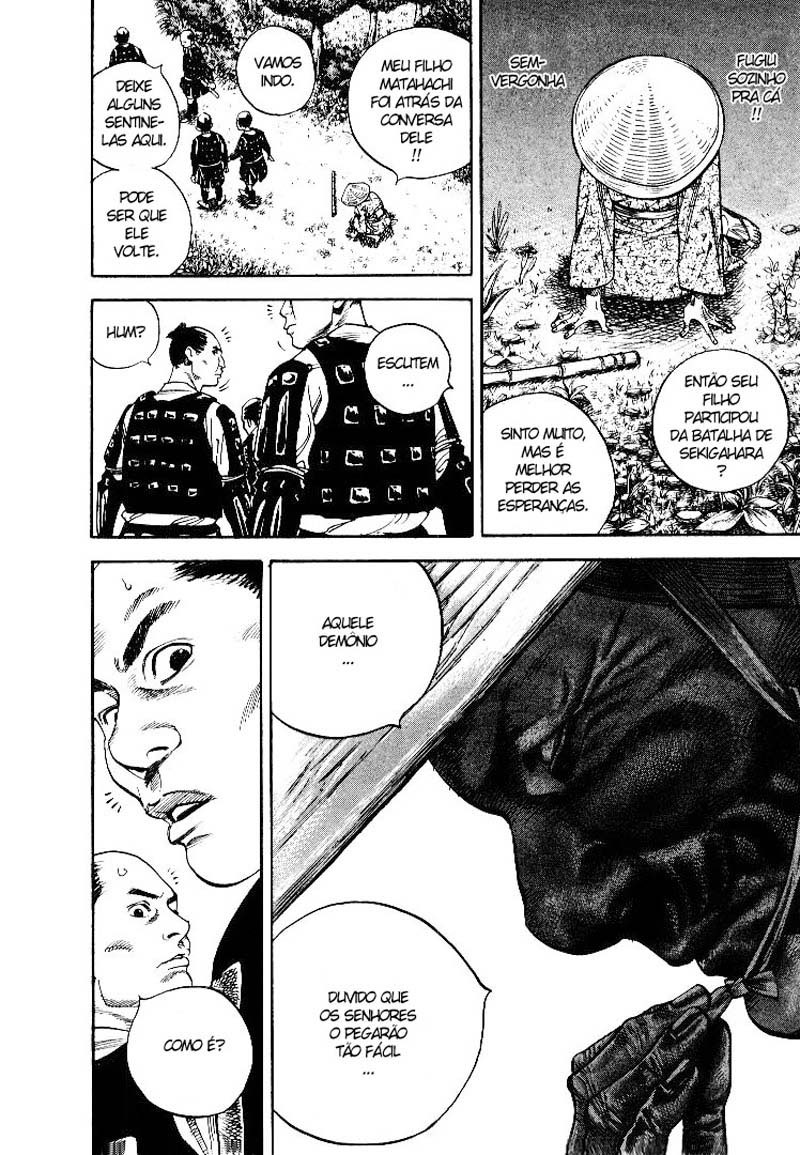 FUGIU
SOZINHO
PRA CÁ
!!
SEM-
VERGONHA
ENTÃO SEU
FILHO
PARTICIPOU
DA BATALHA DE
SEKIGAHARA
?
SINTO MUITO,
MAS É
MELHOR
PERDER AS
ESPERANÇAS.
MEU FILHO
MATAHACHI
FOI ATRÁS DA
CONVERSA
DELE
!!
VAMOS
INDO.
DEIXE
ALGUNS
SENTINE-
LAS AQUI.
PODE
SER QUE
ELE
VOLTE.
ESCUTEM
...
HUM?
AQUELE
DEMÔNIO
...
DUVIDO QUE
OS SENHORES
O PEGARÃO
TÃO FÁCIL
...
COMO É?